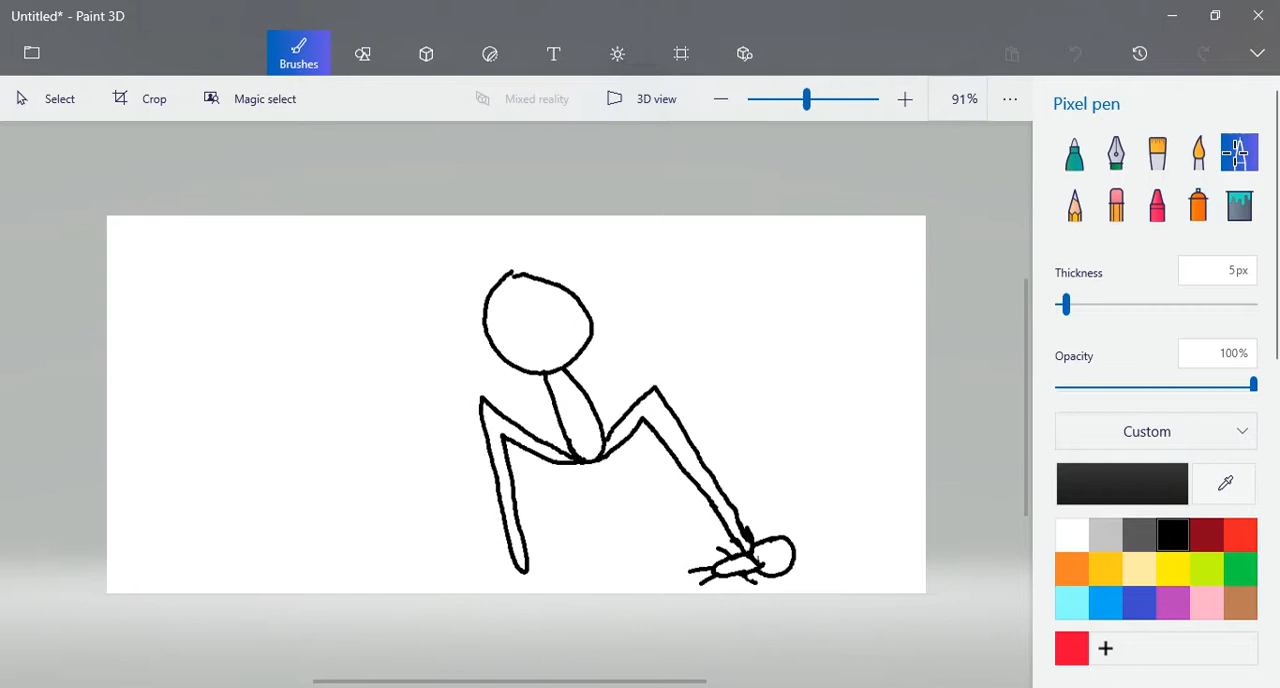 Untitled* - Paint 3D
Brushes
Select
Crop
Magic select
Mixed reality
3D view
91%
Pixel pen
Thickness
5px
Opacity
100%
Custom